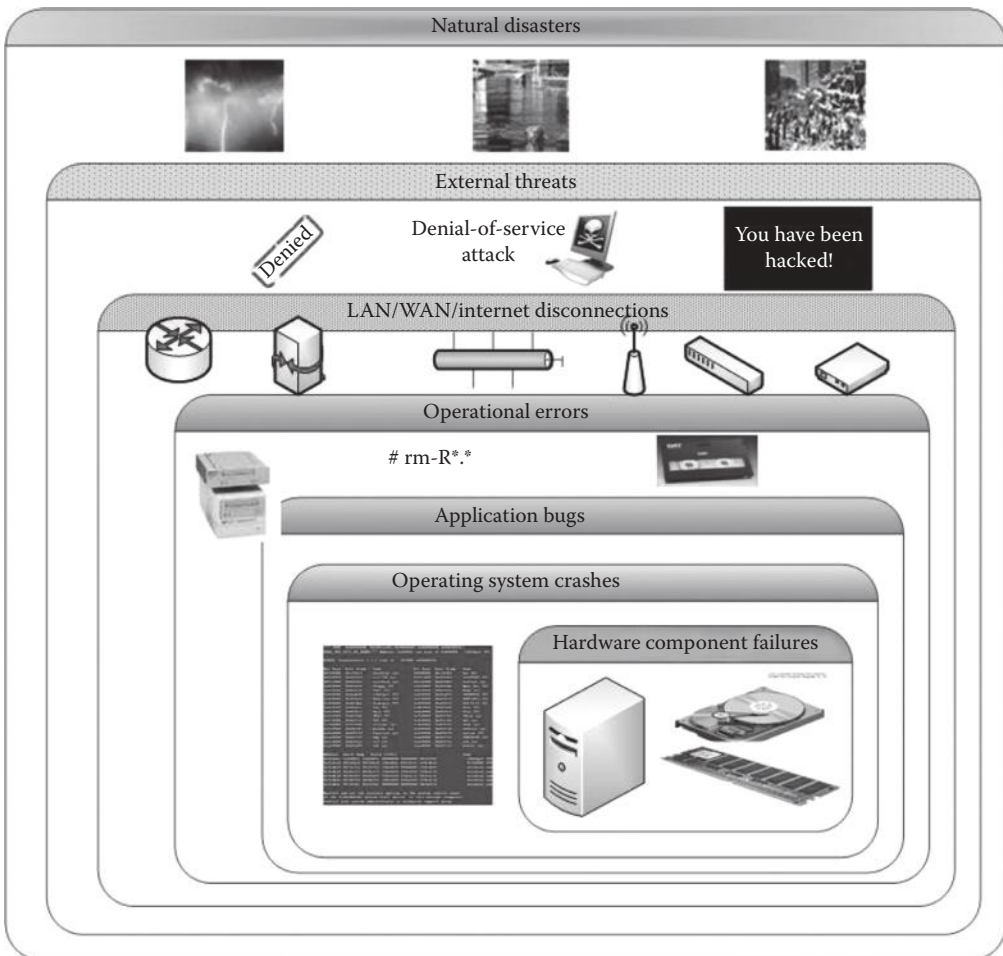 Natural disasters
External threats
Denied
Denial-of-service
attack
You have been
hacked!
LAN/WAN/internet disconnections
Operational errors
# rm-R*.*
Application bugs
Operating system crashes
Hardware component failures